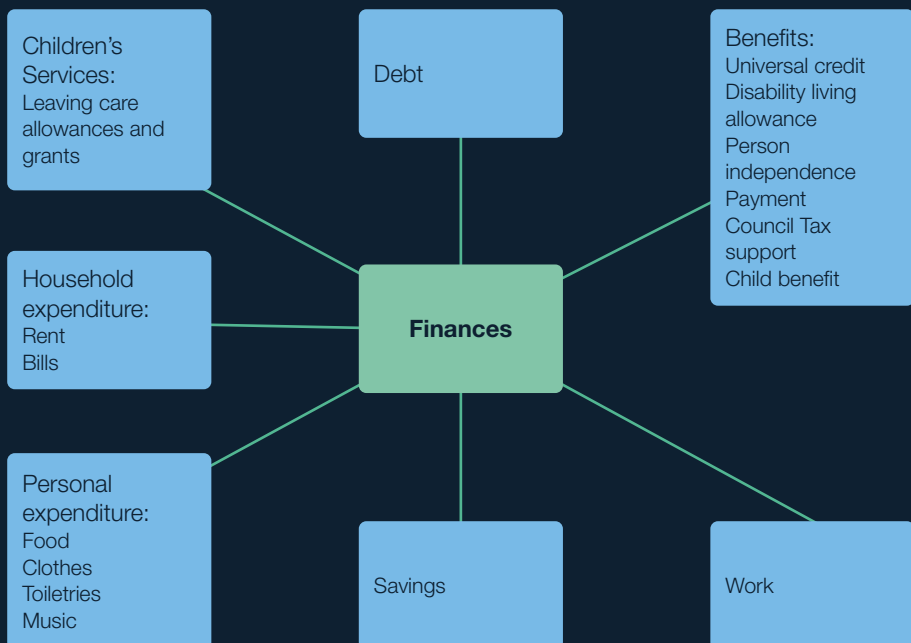 Children’s
Services:
Leaving care
allowances and
grants
Debt
Benefits:
Universal credit
Disability living
allowance
Person
independence
Payment
Council Tax
support
Child benefit
Household
expenditure:
Rent
Bills
Finances
Personal
expenditure:
Food
Clothes
Toiletries
Music
Savings
Work